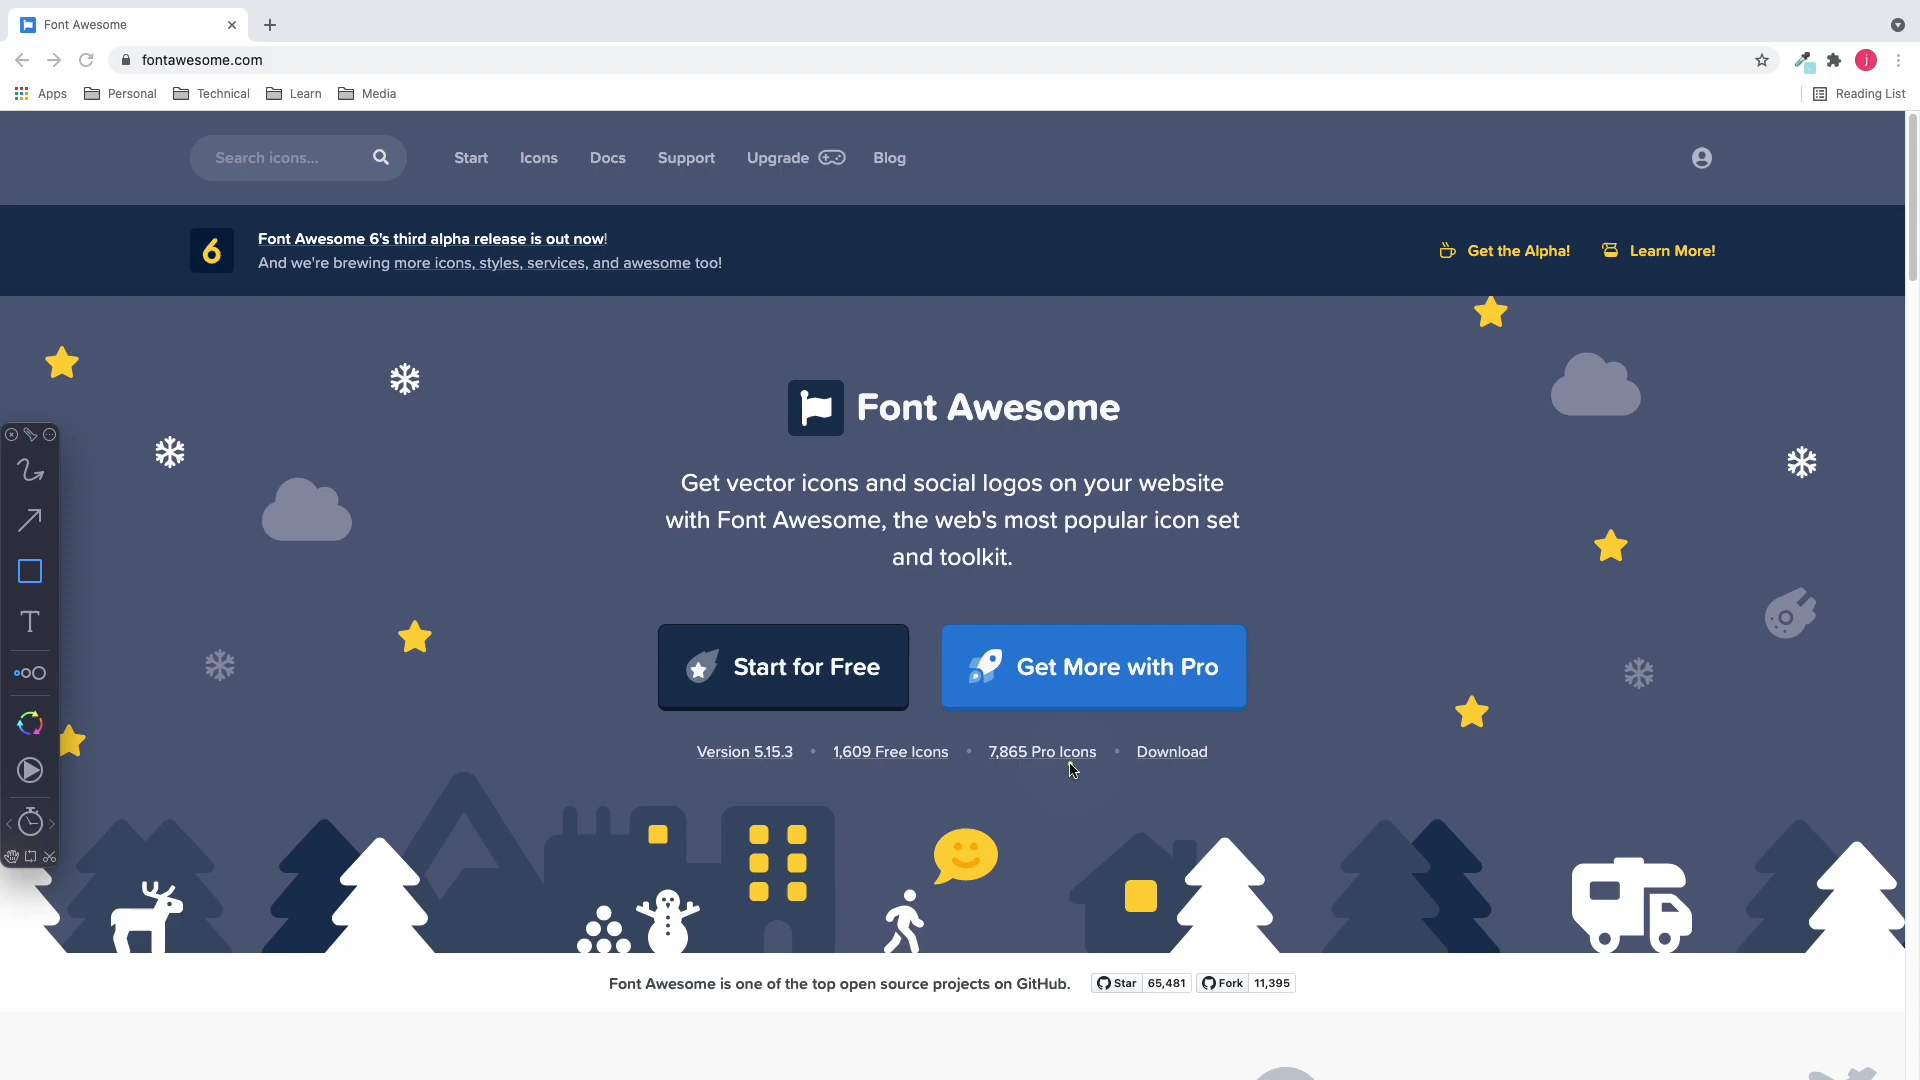 Font Awesome
fontawesome.com
j
Apps Personal Technical Learn Media Reading List
Search icons... Start Icons Docs Support Upgrade Blog
6
Font Awesome 6's third alpha release is out now!
And we're brewing more icons, styles, services, and awesome too!
Get the Alpha! Learn More!
Font Awesome
Get vector icons and social logos on your website
with Font Awesome, the web's most popular icon set
and toolkit.
T
Start for Free Get More with Pro
Version 5.15.3 • 1,609 Free Icons • 7,865 Pro Icons • Download
Font Awesome is one of the top open source projects on GitHub. Star 65,481 Fork 11,395